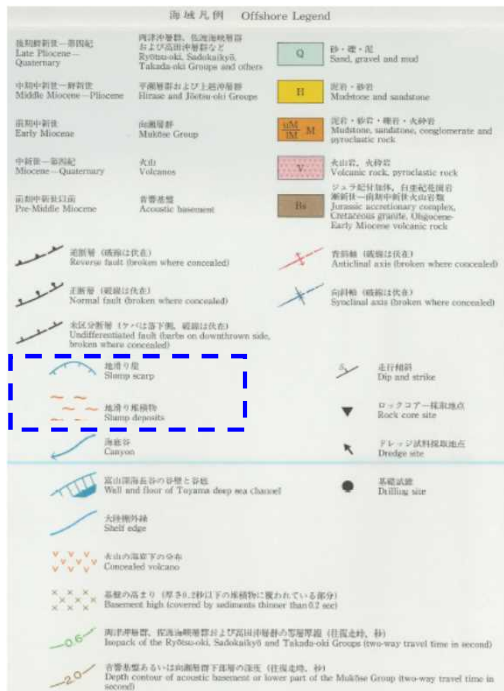 海域凡例 Offshore Legend
後期鮮新世－第四紀
Late Pliocene－
Quaternary
両津沖層群，佐渡海峡層群
および高田沖層群など
Ryōtsu-oki, Sadokaikyō,
Takada-oki Groups and others
Q
砂・礫・泥
Sand, gravel and mud
中期中新世－鮮新世
Middle Miocene－Pliocene
平瀬層群および上越沖層群
Hirase and Jōetsu-oki Groups
H
泥岩・砂岩
Mudstone and sandstone
前期中新世
Early Miocene
向瀬層群
Mukōse Group
uM
lM
M
泥岩・砂岩・礫岩・火砕岩
Mudstone, sandstone, conglomerate and
pyroclastic rock
中新世－第四紀
Miocene－Quaternary
火山
Volcanos
V
火山岩，火砕岩
Volcanic rock, pyroclastic rock
前期中新世以前
Pre-Middle Miocene
音響基盤
Acoustic basement
Bs
ジュラ紀付加体，白亜紀花崗岩
漸新世－前期中新世火山岩類
Jurassic accretionary complex,
Cretaceous granite, Oligocene-
Early Miocene volcanic rock
逆断層（破線は伏在）
Reverse fault (broken where concealed)
背斜軸（破線は伏在）
Anticlinal axis (broken where concealed)
正断層（破線は伏在）
Normal fault (broken where concealed)
向斜軸（破線は伏在）
Synclinal axis (broken where concealed)
未区分断層（ケバは落下側，破線は伏在）
Undifferentiated fault (barbs on downthrown side,
broken where concealed)
地滑り崖
Slump scarp
走行傾斜
Dip and strike
地滑り堆積物
Slump deposits
ロックコアー採取地点
Rock core site
海底谷
Canyon
ドレッジ試料採取地点
Dredge site
富山深海長谷の谷壁と谷底
Wall and floor of Toyama deep sea channel
基礎試錐
Drilling site
大陸棚外縁
Shelf edge
火山の海底下の分布
Concealed volcano
基盤の高まり（厚さ0.2秒以下の堆積物に覆われている部分）
Basement high (covered by sediments thinner than 0.2 sec)
0.6
両津沖層群，佐渡海峡層群および高田沖層群の等層厚線（往復走時，秒）
Isopack of the Ryōtsu-oki, Sadokaikyō and Takada-oki Groups (two-way travel time in second)
2.0
音響基盤あるいは向瀬層群下部層の深度（往復走時，秒）
Depth contour of acoustic basement or lower part of the Mukōse Group (two-way travel time in
second)